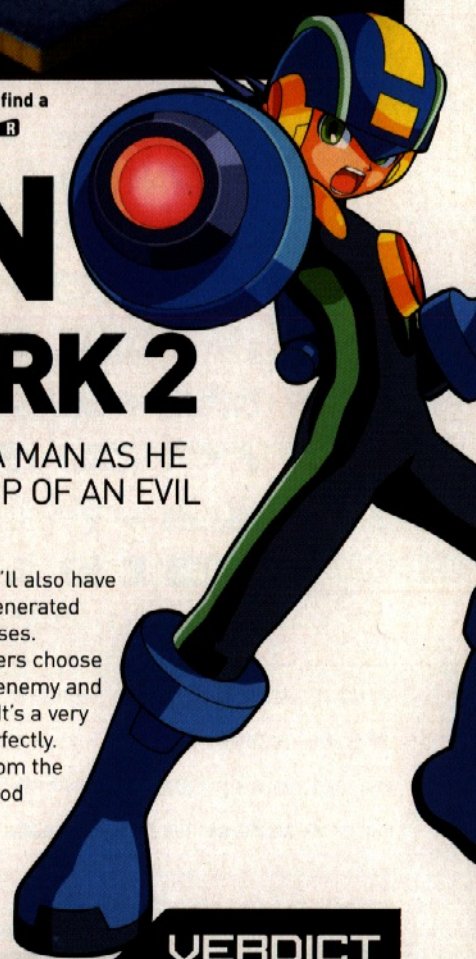 find a
R
N
RK 2
A MAN AS HE
P OF AN EVIL
'll also have
enerated
ses.
ers choose
enemy and
It's a very
fectly.
om the
od
VERDICT